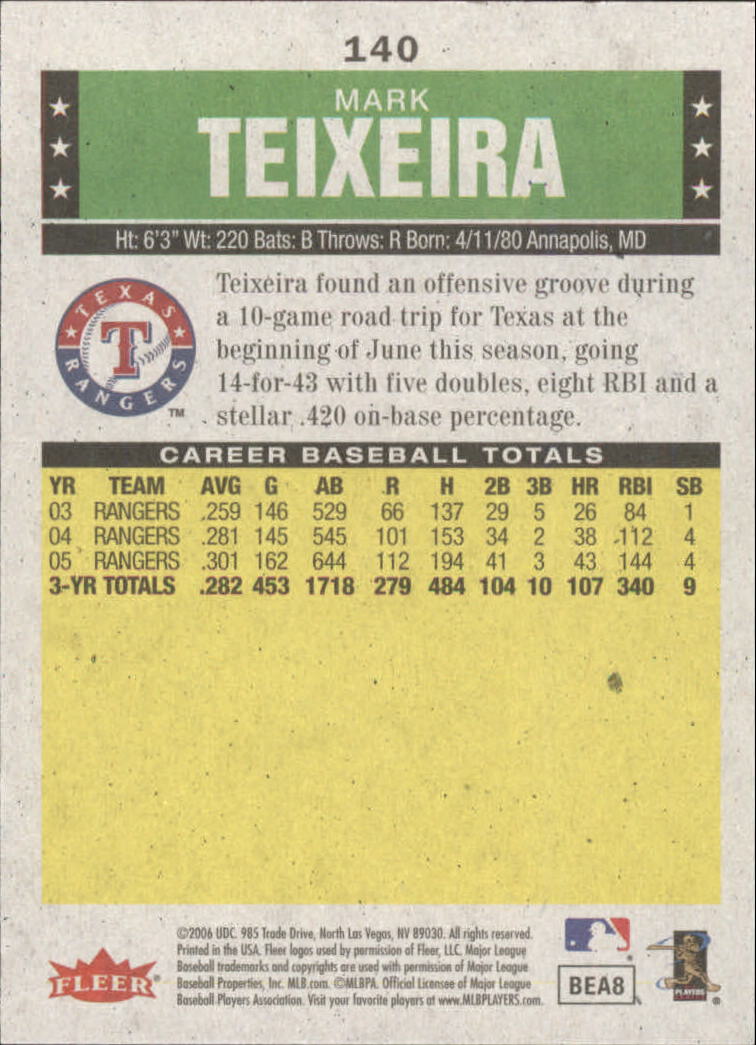 140
MARK
TEIXEIRA
Ht: 6'3" Wt: 220 Bats: B Throws: R Born: 4/11/80 Annapolis, MD
TEXAS
T
RANGERS
TM
Teixeira found an offensive groove during
a 10-game road trip for Texas at the
beginning of June this season, going
14-for-43 with five doubles, eight RBI and a
stellar .420 on-base percentage.
CAREER BASEBALL TOTALS
YR TEAM AVG G AB R H 2B 3B HR RBI SB
03 RANGERS .259 146 529 66 137 29 5 26 84 1
04 RANGERS .281 145 545 101 153 34 2 38 112 4
05 RANGERS .301 162 644 112 194 41 3 43 144 4
3-YR TOTALS .282 453 1718 279 484 104 10 107 340 9
FLEER®
©2006 UDC. 985 Trade Drive, North Las Vegas, NV 89030. All rights reserved.
Printed in the USA. Fleer logos used by permission of Fleer, LLC. Major League
Baseball trademarks and copyrights are used with permission of Major League
Baseball Properties, Inc. MLB.com. ©MLBPA. Official Licensee of Major League
Baseball Players Association. Visit your favorite players at www.MLBPLAYERS.com.
BEA8
PLAYERS
®